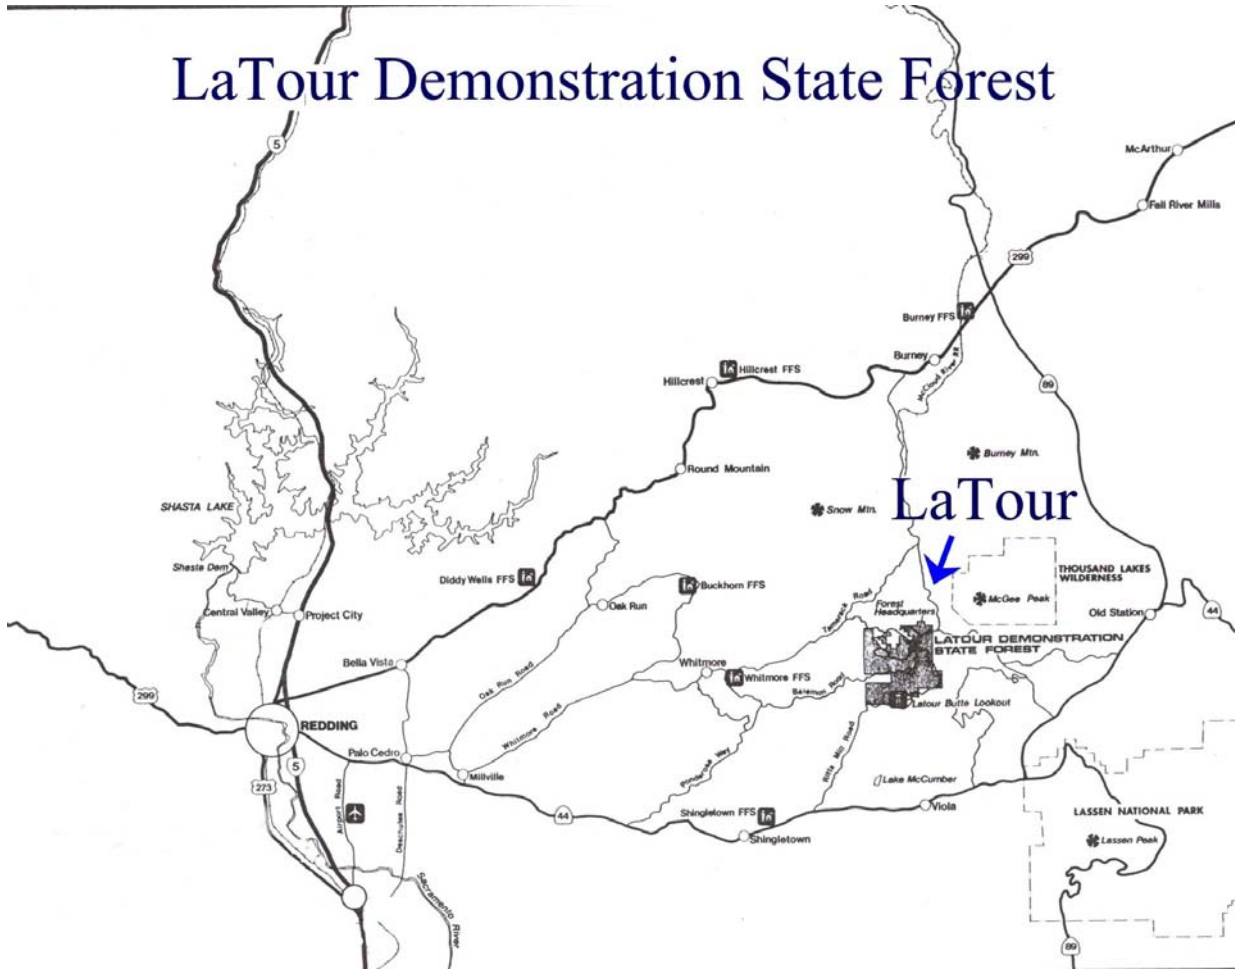 LaTour Demonstration State Forest
5
McArthur
Fall River Mills
299
Burney FFS
Burney
McCloud River RR
Hillcrest FFS
Hillcrest
89
Burney Mtn.
Round Mountain
LaTour
SHASTA LAKE
Snow Mtn.
Shasta Dam
Diddy Wells FFS
Buckhorn FFS
THOUSAND LAKES
WILDERNESS
McGee Peak
Tamarack Road
Forest
Headquarters
Central Valley
Project City
Oak Run
Old Station
44
LATOUR DEMONSTRATION
STATE FOREST
Bella Vista
Oak Run Road
Whitmore
Whitmore FFS
Bateman Road
299
Latour Butte Lookout
REDDING
Whitmore Road
Palo Cedro
Millville
Ponderosa Way
Ritts Mill Road
Lake McCumber
5
273
Airport Road
Deschutes Road
44
Shingletown FFS
Viola
LASSEN NATIONAL PARK
Shingletown
Lassen Peak
Sacramento
River
89